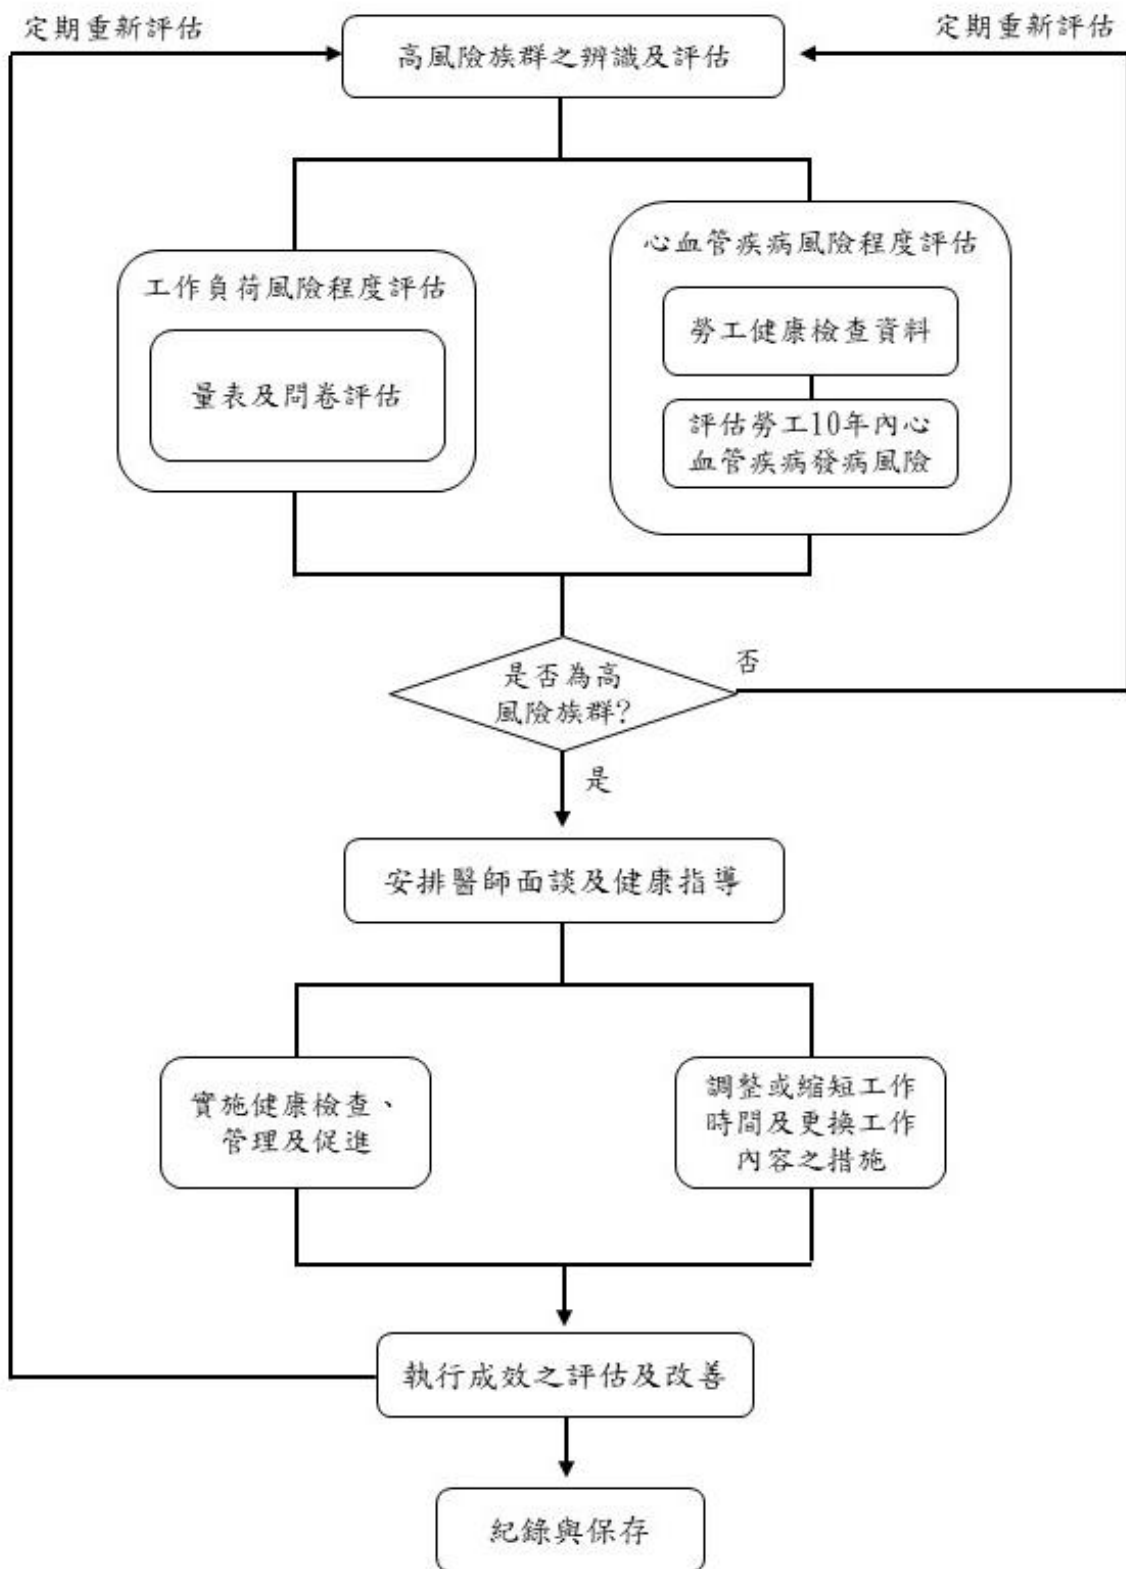 定期重新評估
定期重新評估
高風險族群之辨識及評估
工作負荷風險程度評估
量表及問卷評估
心血管疾病風險程度評估
勞工健康檢查資料
評估勞工10年內心
血管疾病發病風險
是否為高
風險族群?
否
是
安排醫師面談及健康指導
實施健康檢查、
管理及促進
調整或縮短工作
時間及更換工作
內容之措施
執行成效之評估及改善
紀錄與保存